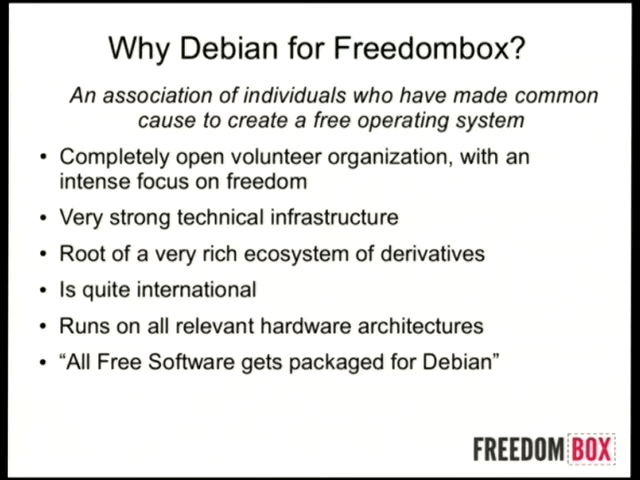 Why Debian for Freedombox?
An association of individuals who have made common
cause to create a free operating system
• Completely open volunteer organization, with an
intense focus on freedom
• Very strong technical infrastructure
• Root of a very rich ecosystem of derivatives
• Is quite international
• Runs on all relevant hardware architectures
• “All Free Software gets packaged for Debian”
FREEDOMBOX